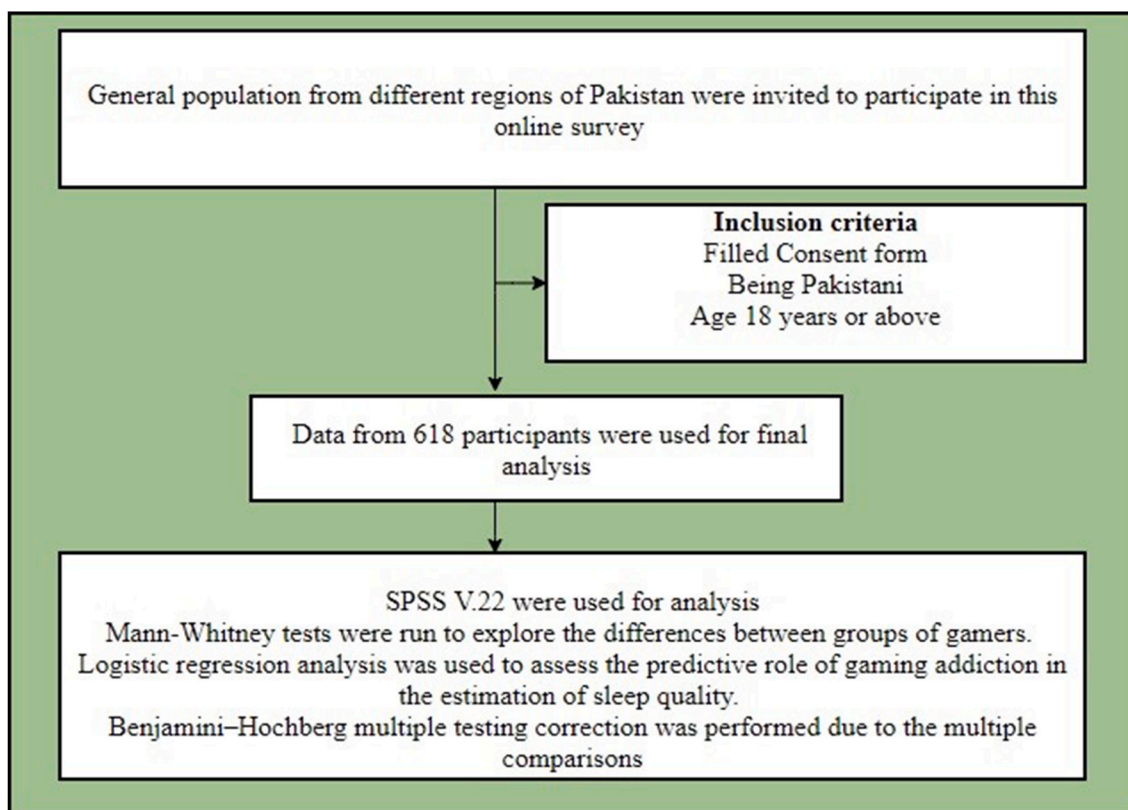 General population from different regions of Pakistan were invited to participate in this
online survey
Inclusion criteria
Filled Consent form
Being Pakistani
Age 18 years or above
Data from 618 participants were used for final
analysis
SPSS V.22 were used for analysis
Mann-Whitney tests were run to explore the differences between groups of gamers.
Logistic regression analysis was used to assess the predictive role of gaming addiction in
the estimation of sleep quality.
Benjamini–Hochberg multiple testing correction was performed due to the multiple
comparisons